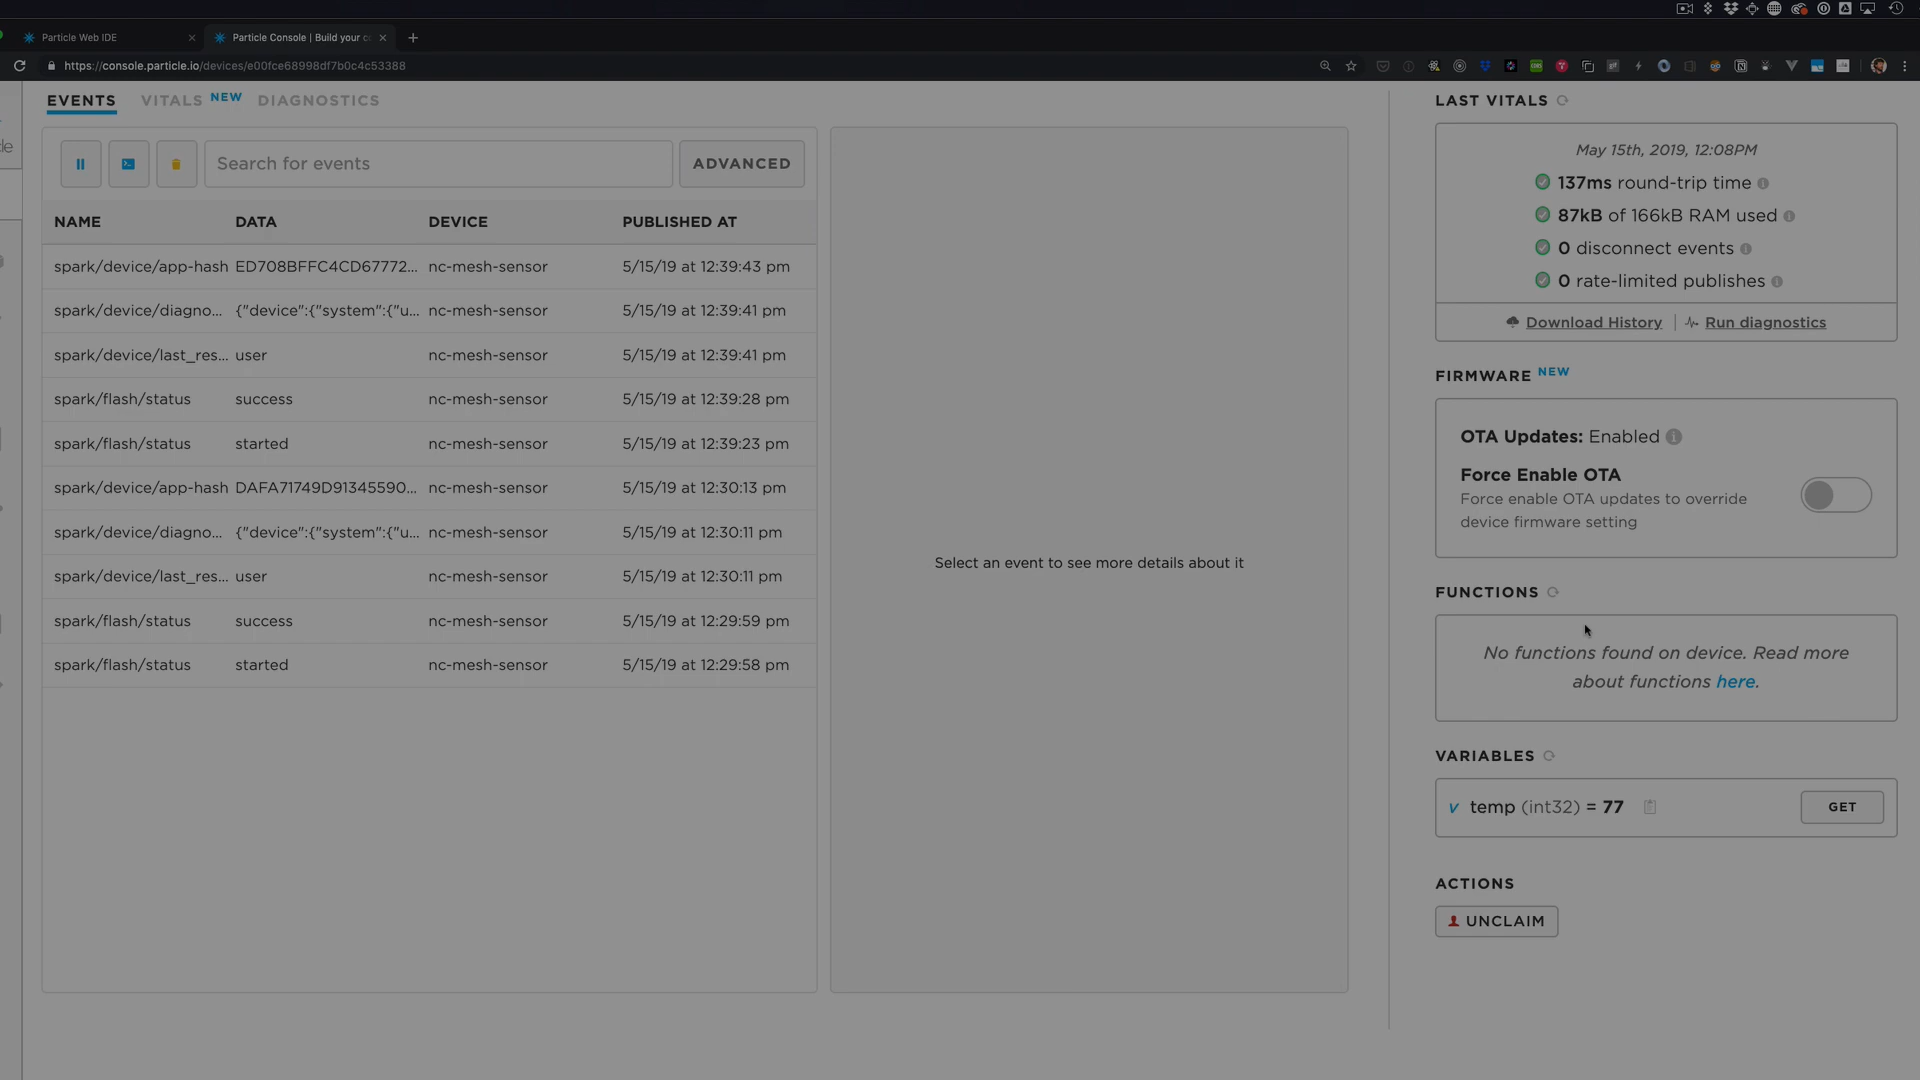 Particle Web IDE
Particle Console | Build your c
https://console.particle.io/devices/e00fce68998df7b0c4c53388
cle
EVENTS
VITALS NEW
DIAGNOSTICS
Search for events
ADVANCED
NAME DATA DEVICE PUBLISHED AT
spark/device/app-hash ED708BFFC4CD67772... nc-mesh-sensor 5/15/19 at 12:39:43 pm
spark/device/diagno... {"device":{"system":{"u... nc-mesh-sensor 5/15/19 at 12:39:41 pm
spark/device/last_res... user nc-mesh-sensor 5/15/19 at 12:39:41 pm
spark/flash/status success nc-mesh-sensor 5/15/19 at 12:39:28 pm
spark/flash/status started nc-mesh-sensor 5/15/19 at 12:39:23 pm
spark/device/app-hash DAFA71749D91345590... nc-mesh-sensor 5/15/19 at 12:30:13 pm
spark/device/diagno... {"device":{"system":{"u... nc-mesh-sensor 5/15/19 at 12:30:11 pm
spark/device/last_res... user nc-mesh-sensor 5/15/19 at 12:30:11 pm
spark/flash/status success nc-mesh-sensor 5/15/19 at 12:29:59 pm
spark/flash/status started nc-mesh-sensor 5/15/19 at 12:29:58 pm
Select an event to see more details about it
LAST VITALS
May 15th, 2019, 12:08PM
137ms round-trip time
87kB of 166kB RAM used
0 disconnect events
0 rate-limited publishes
Download History | Run diagnostics
FIRMWARE NEW
OTA Updates: Enabled
Force Enable OTA
Force enable OTA updates to override
device firmware setting
FUNCTIONS
No functions found on device. Read more
about functions here.
VARIABLES
v temp (int32) = 77
GET
ACTIONS
UNCLAIM